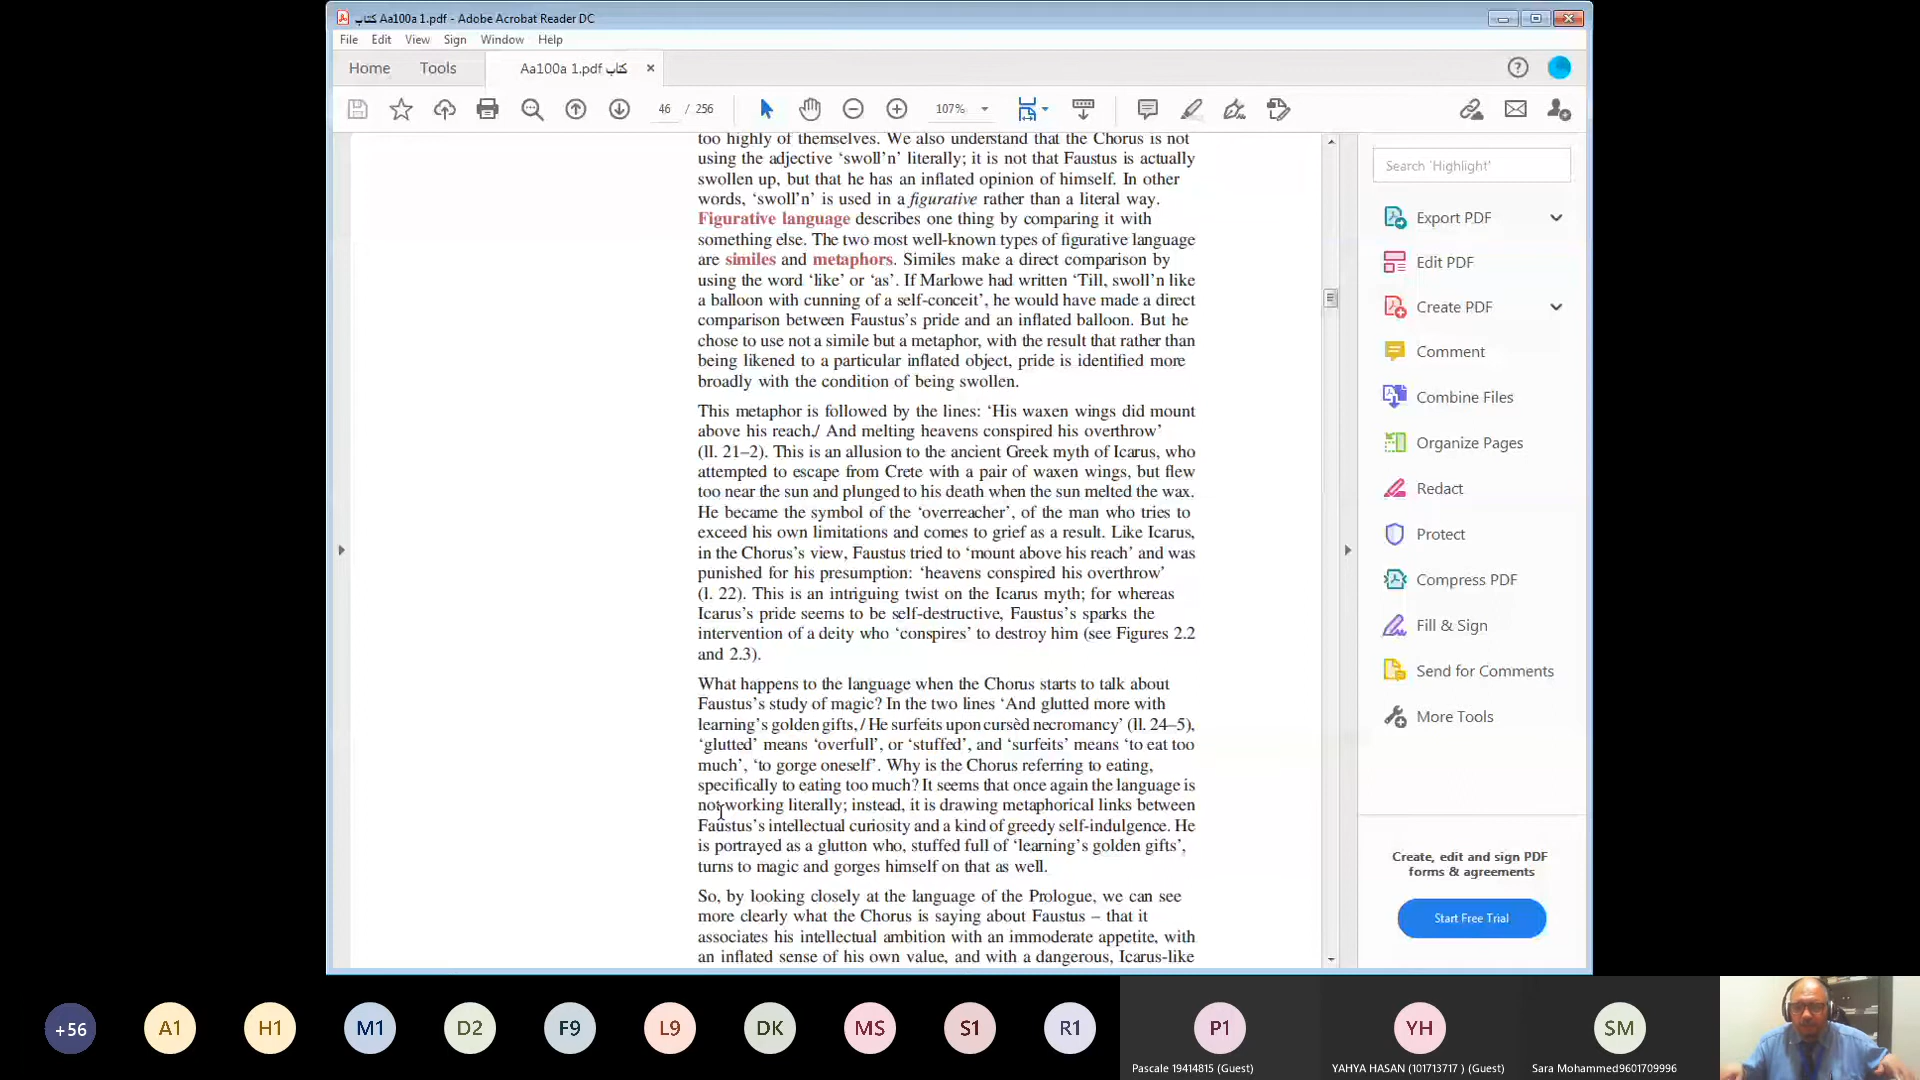 كتاب Aa100a 1.pdf - Adobe Acrobat Reader DC
File Edit View Sign Window Help
Home Tools Aa100a 1.pdf كتاب
46 / 256 107%
too highly of themselves. We also understand that the Chorus is not
using the adjective ‘swoll’n’ literally; it is not that Faustus is actually
swollen up, but that he has an inflated opinion of himself. In other
words, ‘swoll’n’ is used in a figurative rather than a literal way.
Figurative language describes one thing by comparing it with
something else. The two most well-known types of figurative language
are similes and metaphors. Similes make a direct comparison by
using the word ‘like’ or ‘as’. If Marlowe had written ‘Till, swoll’n like
a balloon with cunning of a self-conceit’, he would have made a direct
comparison between Faustus’s pride and an inflated balloon. But he
chose to use not a simile but a metaphor, with the result that rather than
being likened to a particular inflated object, pride is identified more
broadly with the condition of being swollen.
This metaphor is followed by the lines: ‘His waxen wings did mount
above his reach,/ And melting heavens conspired his overthrow’
(ll. 21–2). This is an allusion to the ancient Greek myth of Icarus, who
attempted to escape from Crete with a pair of waxen wings, but flew
too near the sun and plunged to his death when the sun melted the wax.
He became the symbol of the ‘overreacher’, of the man who tries to
exceed his own limitations and comes to grief as a result. Like Icarus,
in the Chorus’s view, Faustus tried to ‘mount above his reach’ and was
punished for his presumption: ‘heavens conspired his overthrow’
(l. 22). This is an intriguing twist on the Icarus myth; for whereas
Icarus’s pride seems to be self-destructive, Faustus’s sparks the
intervention of a deity who ‘conspires’ to destroy him (see Figures 2.2
and 2.3).
What happens to the language when the Chorus starts to talk about
Faustus’s study of magic? In the two lines ‘And glutted more with
learning’s golden gifts, / He surfeits upon cursèd necromancy’ (ll. 24–5),
‘glutted’ means ‘overfull’, or ‘stuffed’, and ‘surfeits’ means ‘to eat too
much’, ‘to gorge oneself’. Why is the Chorus referring to eating,
specifically to eating too much? It seems that once again the language is
not working literally; instead, it is drawing metaphorical links between
Faustus’s intellectual curiosity and a kind of greedy self-indulgence. He
is portrayed as a glutton who, stuffed full of ‘learning’s golden gifts’,
turns to magic and gorges himself on that as well.
So, by looking closely at the language of the Prologue, we can see
more clearly what the Chorus is saying about Faustus – that it
associates his intellectual ambition with an immoderate appetite, with
an inflated sense of his own value, and with a dangerous, Icarus-like
Search 'Highlight'
Export PDF
Edit PDF
Create PDF
Comment
Combine Files
Organize Pages
Redact
Protect
Compress PDF
Fill & Sign
Send for Comments
More Tools
Create, edit and sign PDF
forms & agreements
Start Free Trial
+56 A1 H1 M1 D2 F9 L9 DK MS S1 R1 P1 YH SM
Pascale 19414815 (Guest) YAHYA HASAN (101713717 ) (Guest) Sara Mohammed9601709996